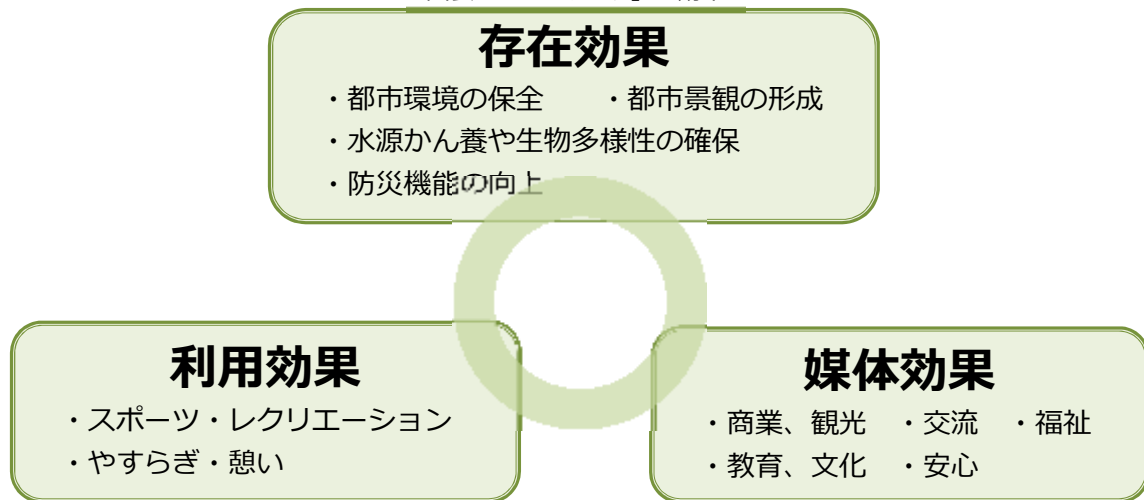 存在効果
・都市環境の保全　・都市景観の形成
・水源かん養や生物多様性の確保
・防災機能の向上
利用効果
・スポーツ・レクリエーション
・やすらぎ・憩い
媒体効果
・商業、観光　・交流　・福祉
・教育、文化　・安心